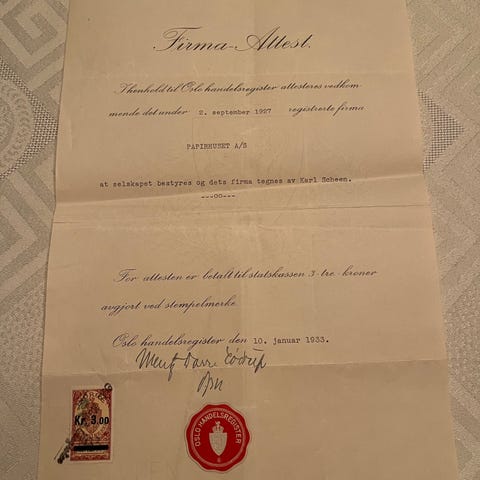 Firma-Attest.
I henhold til Oslo handelsregister attesteres vedkom-
mende det under 2. september 1927 registrerte firma
PAPIRHUSET A/S
at selskapet bestyres og dets firma tegnes av Karl Scheen.
---oo---
For attesten er betalt til statskassen 3- tre - kroner
avgjort ved stempelmerke
Oslo handelsregister den 10. januar 1933.
Kr. 3.00
OSLO HANDELSREGISTER